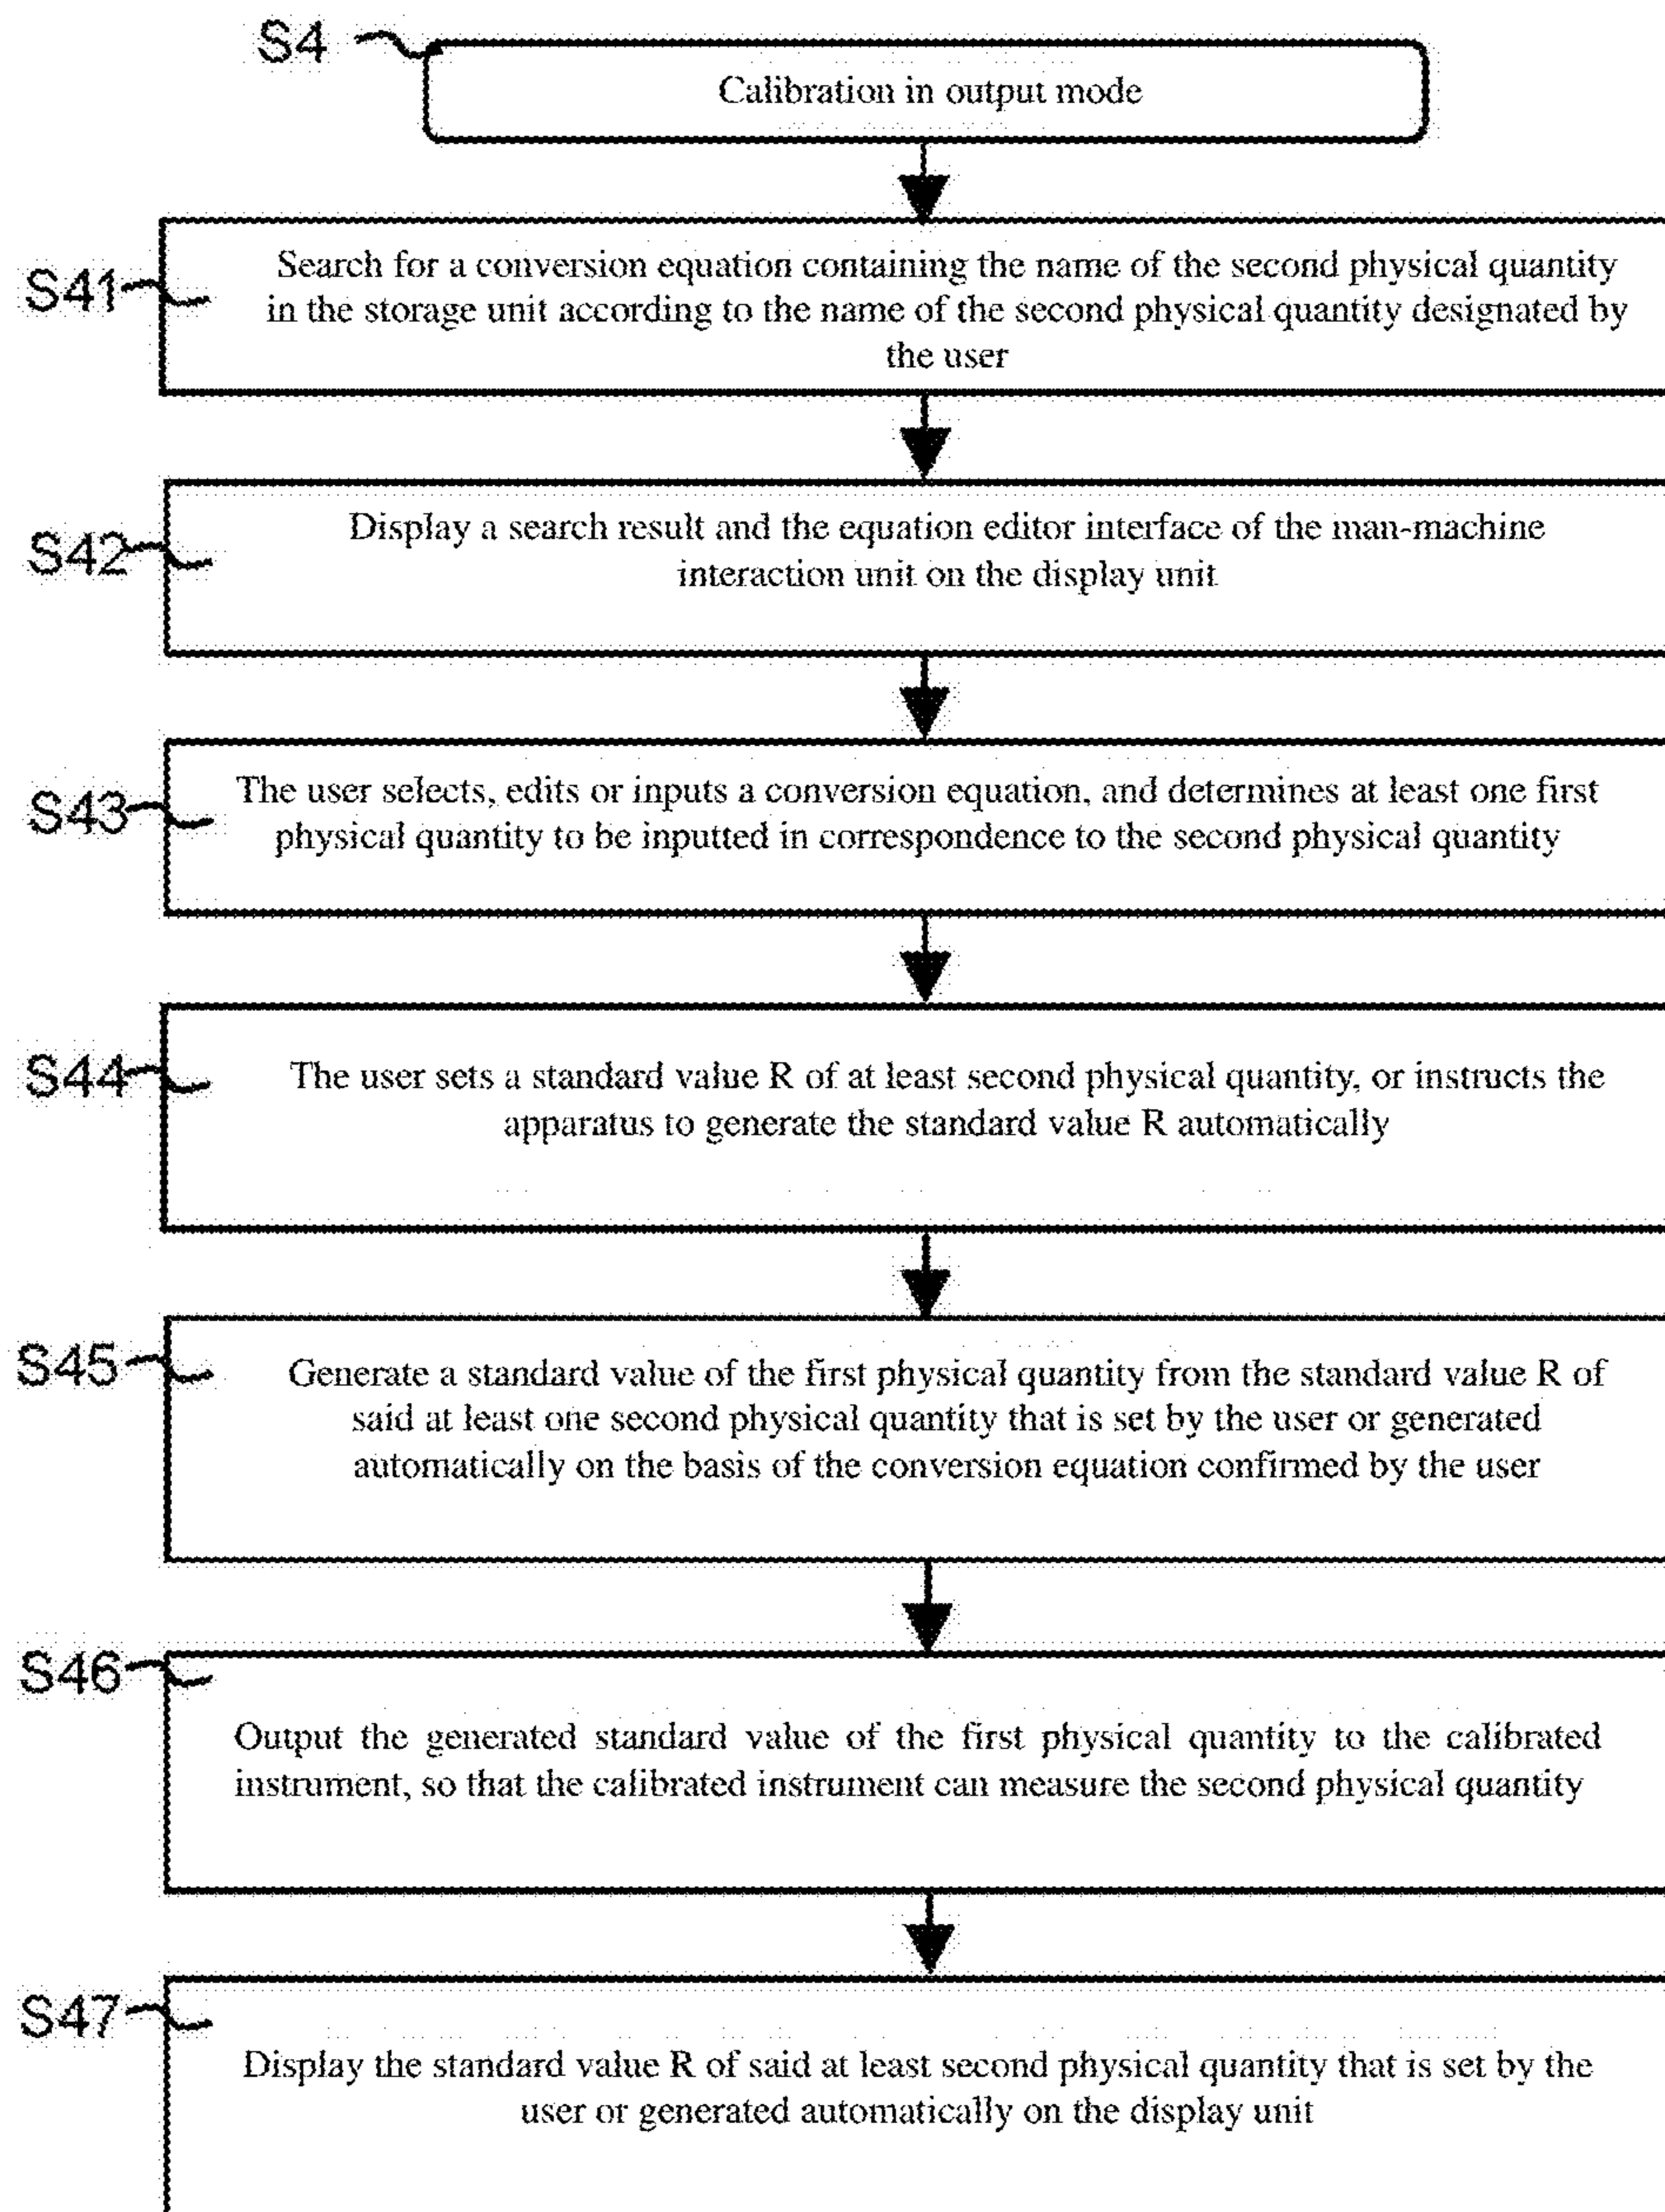 S4
Calibration in output mode
S41
Search for a conversion equation containing the name of the second physical quantity
in the storage unit according to the name of the second physical quantity designated by
the user
S42
Display a search result and the equation editor interface of the man-machine
interaction unit on the display unit
S43
The user selects, edits or inputs a conversion equation, and determines at least one first
physical quantity to be inputted in correspondence to the second physical quantity
S44
The user sets a standard value R of at least second physical quantity, or instructs the
apparatus to generate the standard value R automatically
S45
Generate a standard value of the first physical quantity from the standard value R of
said at least one second physical quantity that is set by the user or generated
automatically on the basis of the conversion equation confirmed by the user
S46
Output the generated standard value of the first physical quantity to the calibrated
instrument, so that the calibrated instrument can measure the second physical quantity
S47
Display the standard value R of said at least second physical quantity that is set by the
user or generated automatically on the display unit